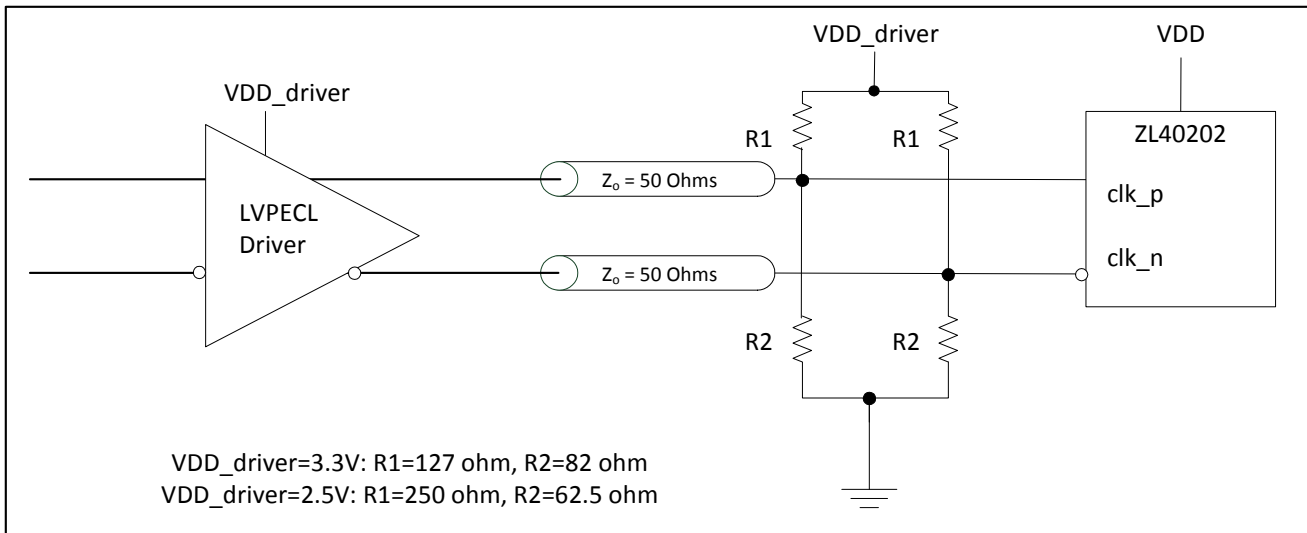 VDD_driver
VDD
VDD_driver
ZL40202
R1
R1
Zo = 50 Ohms
clk_p
LVPECL
Driver
clk_n
Zo = 50 Ohms
R2
R2
VDD_driver=3.3V: R1=127 ohm, R2=82 ohm
VDD_driver=2.5V: R1=250 ohm, R2=62.5 ohm